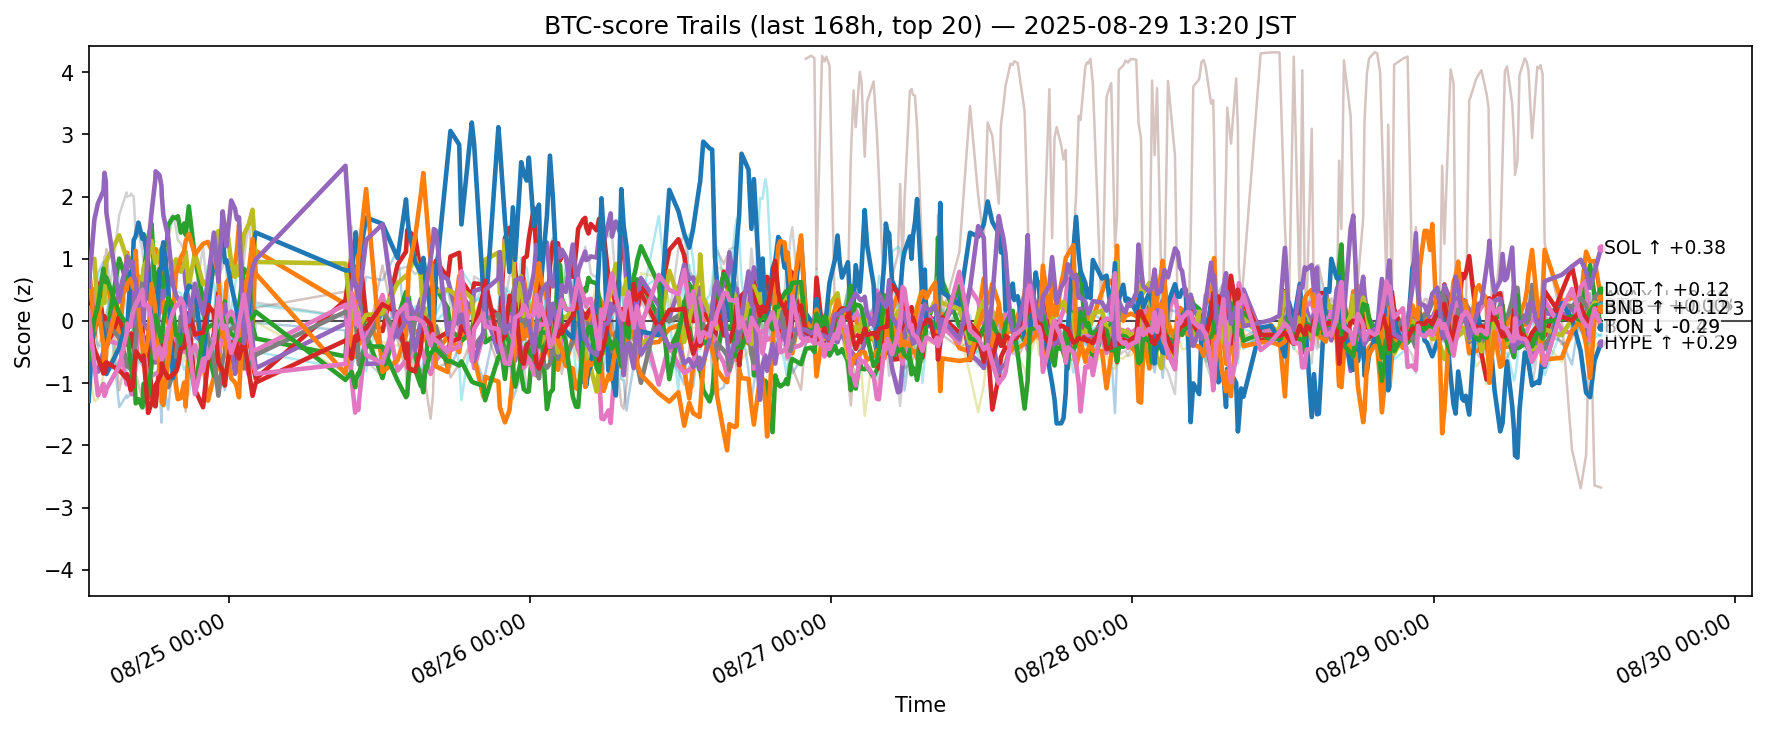 BTC-score Trails (last 168h, top 20) — 2025-08-29 13:20 JST
Score (z)
4
3
2
1
0
−1
−2
−3
−4
SOL ↑ +0.38
DOT ↑ +0.12
BNB ↑ +0.12
TON ↓ -0.29
HYPE ↑ +0.29
08/25 00:00
08/26 00:00
08/27 00:00
08/28 00:00
08/29 00:00
08/30 00:00
Time